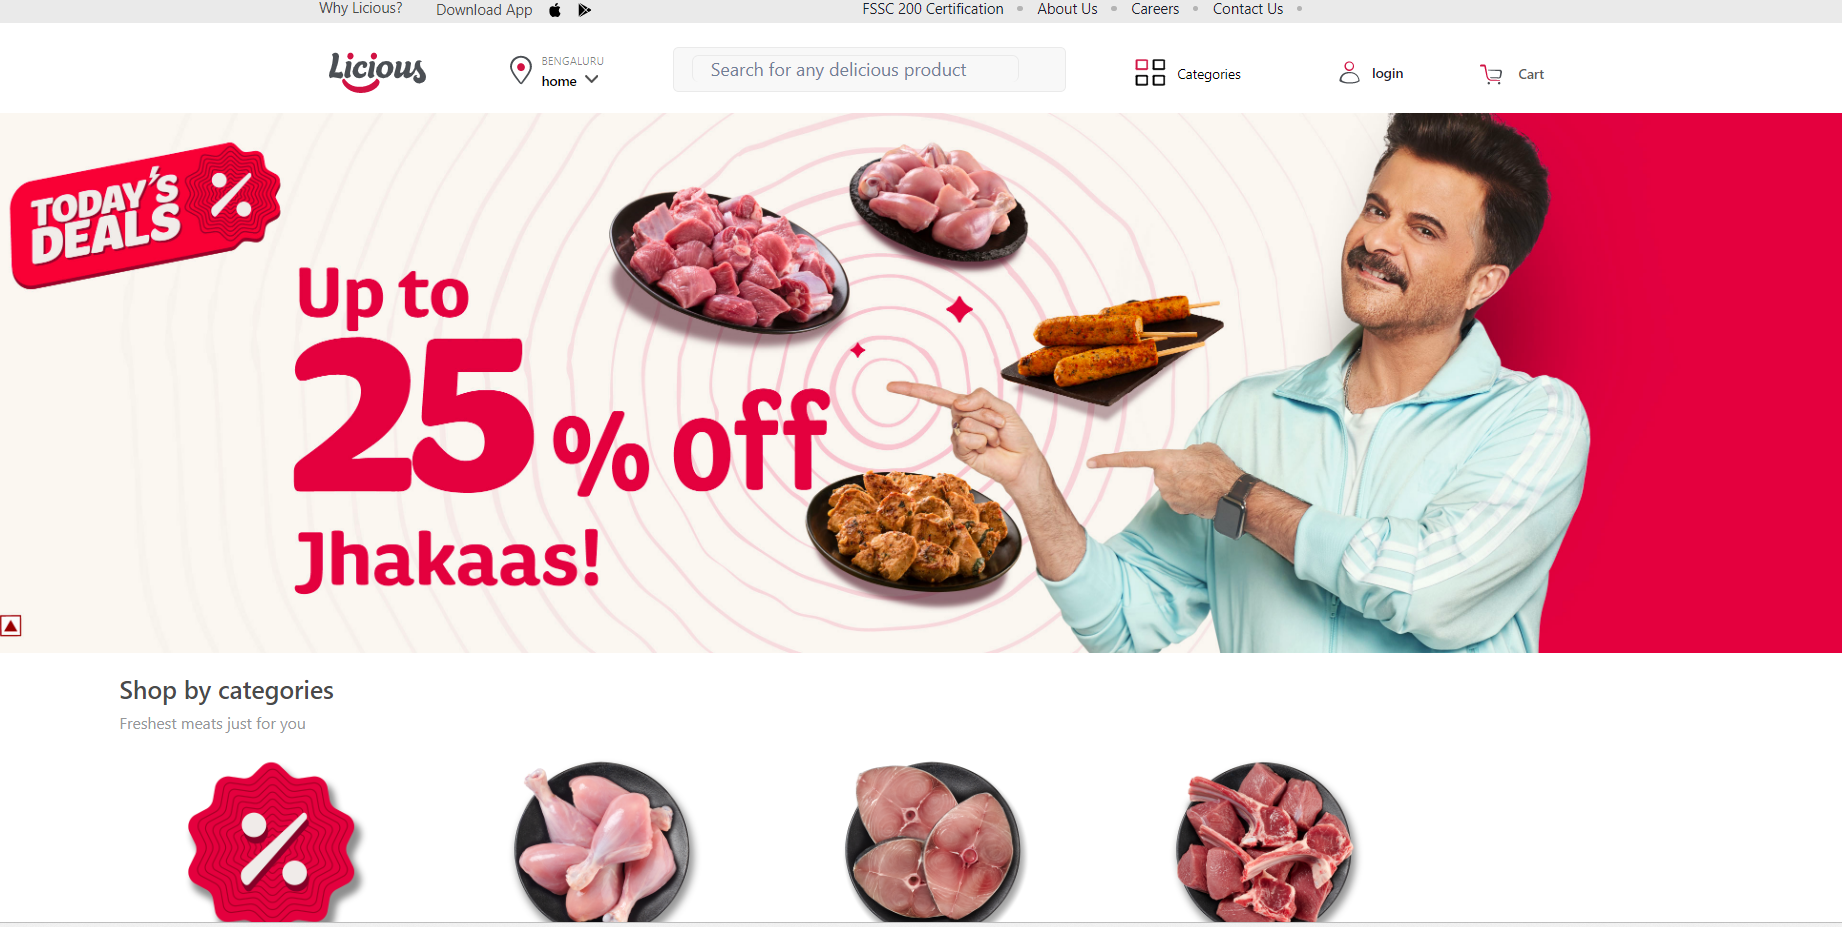 Why Licious?
Download App
FSSC 200 Certification
About Us
Careers
Contact Us
Licious
BENGALURU
home
Search for any delicious product
Categories
login
Cart
TODAY'S
DEALS
%
Up to
25% off
Jhakaas!
Shop by categories
Freshest meats just for you
%